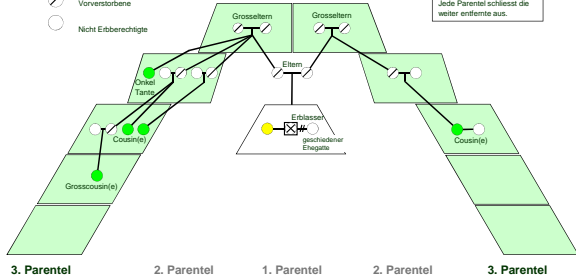 Vorverstorbene
Nicht Erbberechtigte
Jede Parentel schliesst die
weiter entfernte aus.
Grosseltern
Grosseltern
Eltern
Onkel
Tante
Erblasser
geschiedener
Ehegatte
Cousin(e)
Cousin(e)
Grosscousin(e)
3. Parentel
2. Parentel
1. Parentel
2. Parentel
3. Parentel